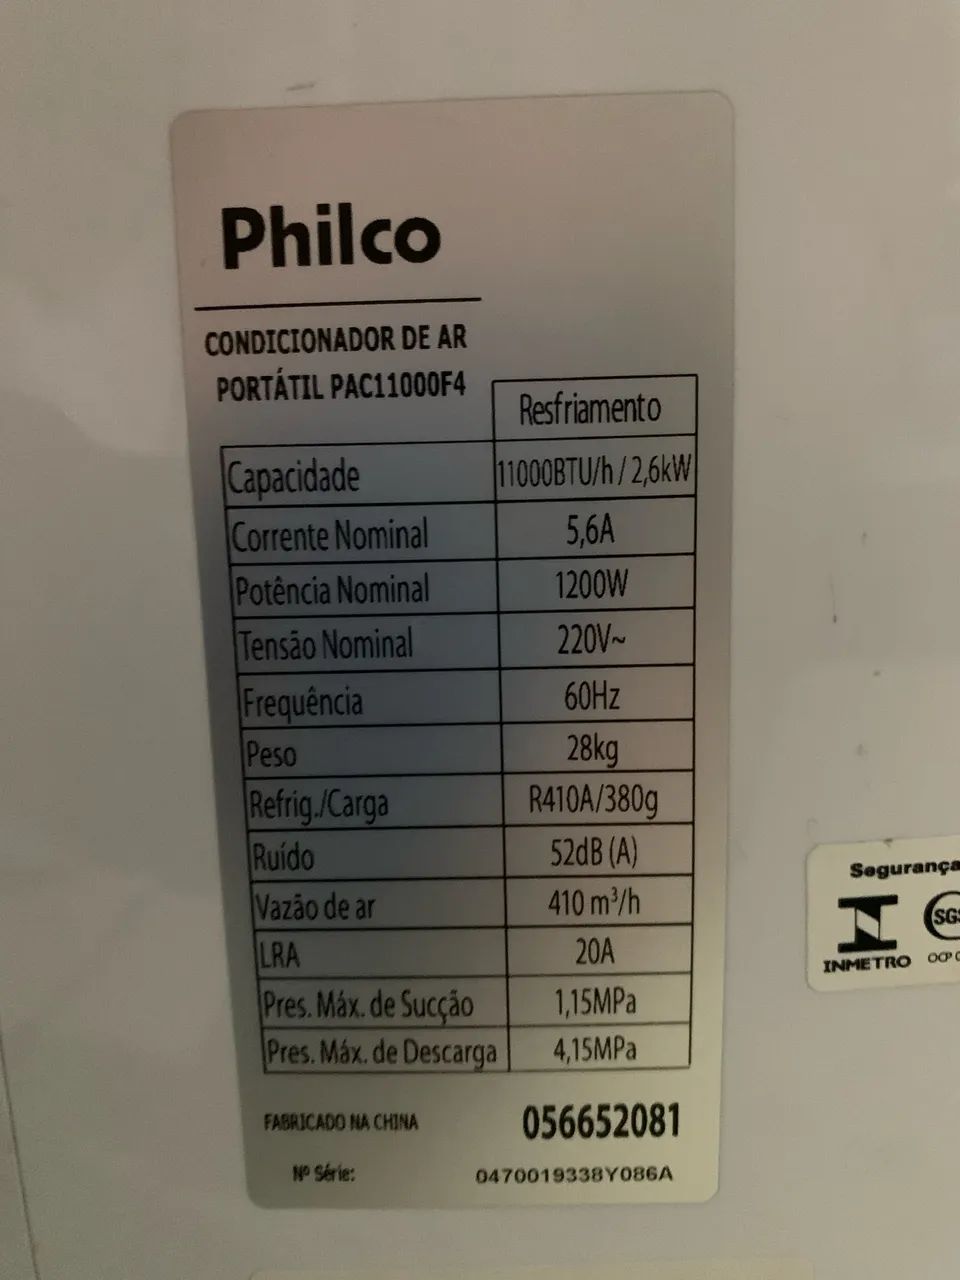 Philco
CONDICIONADOR DE AR
PORTÁTIL PAC11000F4
Resfriamento
Capacidade 11000BTU/h / 2,6kW
Corrente Nominal 5,6A
Potência Nominal 1200W
Tensão Nominal 220V~
Frequência 60Hz
Peso 28kg
Refrig./Carga R410A/380g
Ruído 52dB (A)
Vazão de ar 410 m³/h
LRA 20A
Pres. Máx. de Sucção 1,15MPa
Pres. Máx. de Descarga 4,15MPa
FABRICADO NA CHINA 056652081
Nº Série: 0470019338Y086A
Segurança
SGS
INMETRO OCP